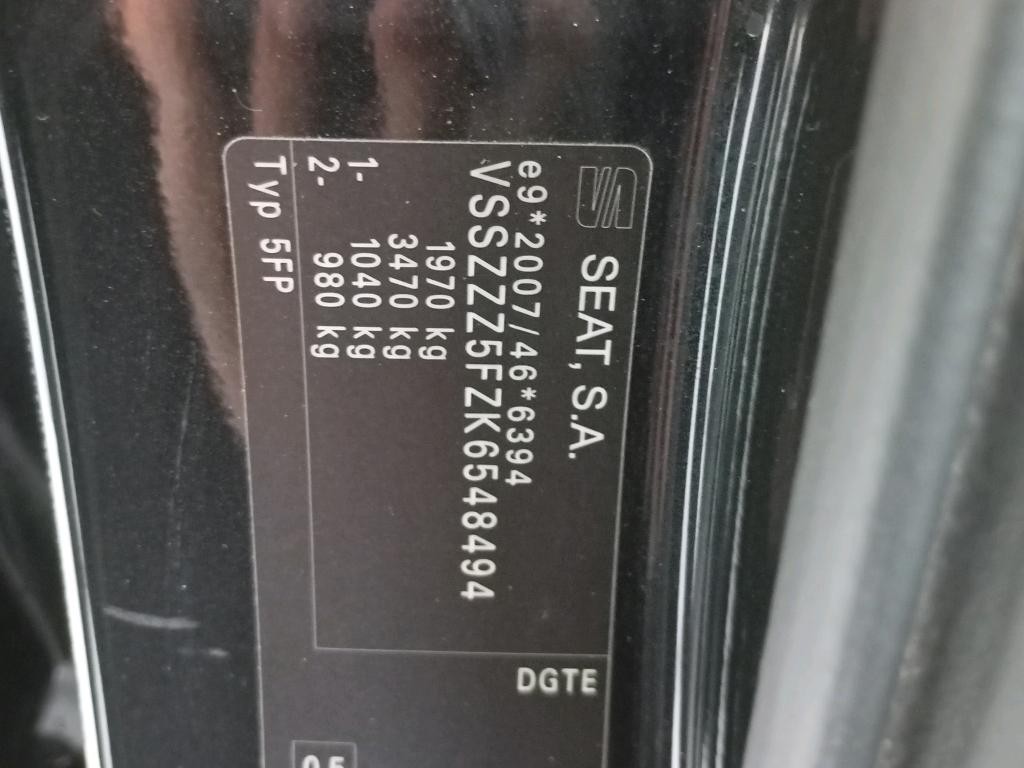 SEAT, S.A.
e9*2007/46*6394
VSSZZZ5FZK6548494
1970 kg
3470 kg
1- 1040 kg
2- 980 kg
Typ 5FP
DGTE